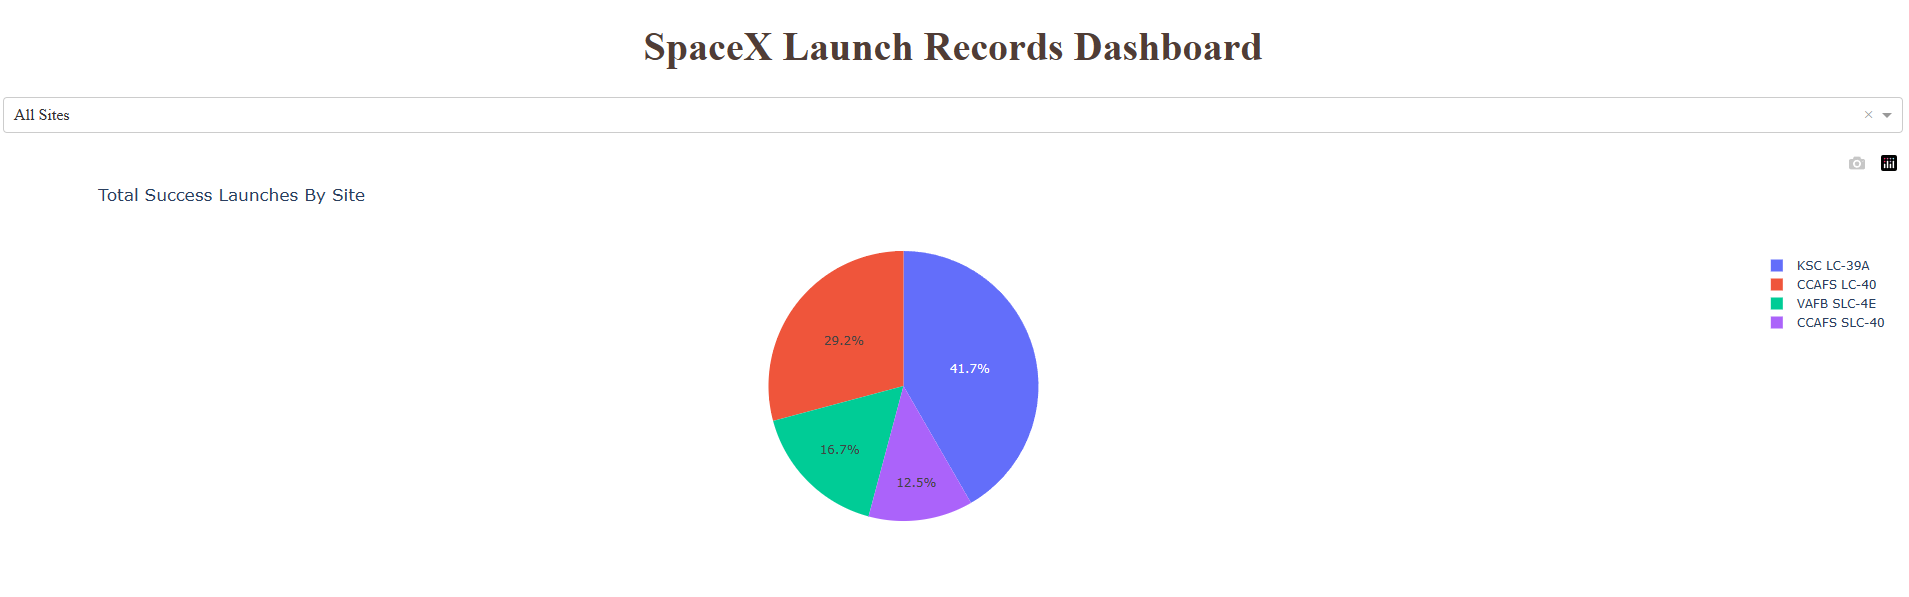 SpaceX Launch Records Dashboard
All Sites
Total Success Launches By Site
KSC LC-39A
CCAFS LC-40
VAFB SLC-4E
CCAFS SLC-40
29.2%
41.7%
16.7%
12.5%